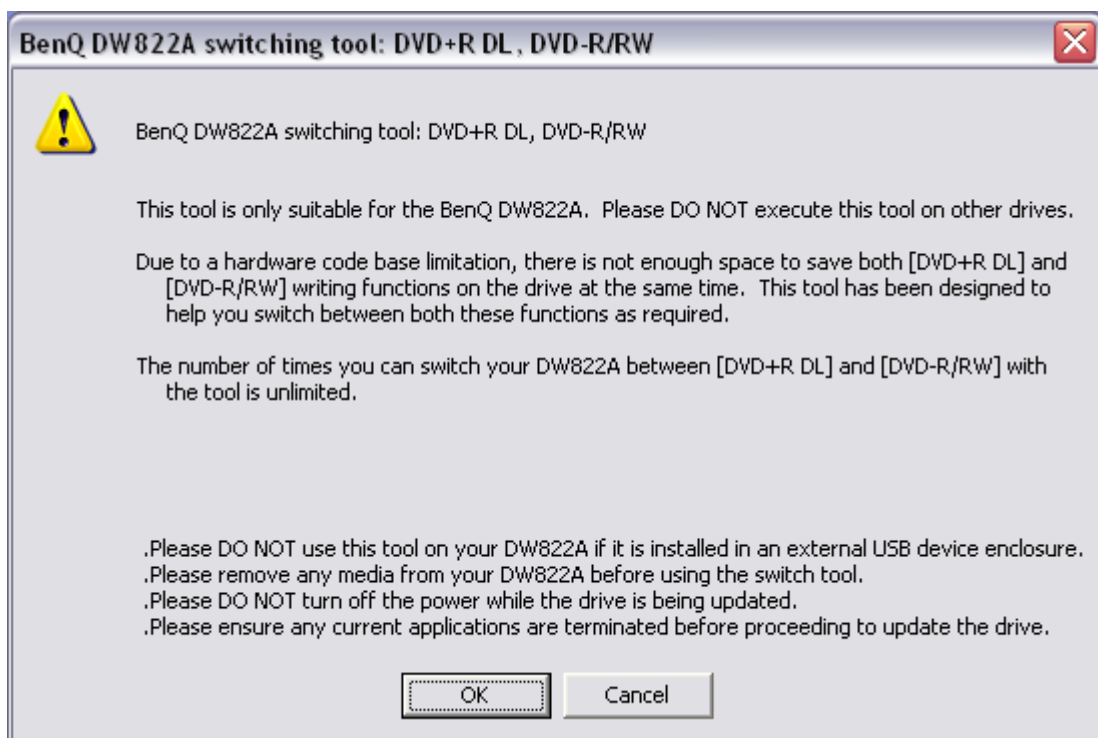 BenQ DW822A switching tool: DVD+R DL, DVD-R/RW
BenQ DW822A switching tool: DVD+R DL, DVD-R/RW
This tool is only suitable for the BenQ DW822A.  Please DO NOT execute this tool on other drives.
Due to a hardware code base limitation, there is not enough space to save both [DVD+R DL] and
[DVD-R/RW] writing functions on the drive at the same time.  This tool has been designed to
help you switch between both these functions as required.
The number of times you can switch your DW822A between [DVD+R DL] and [DVD-R/RW] with
the tool is unlimited.
.Please DO NOT use this tool on your DW822A if it is installed in an external USB device enclosure.
.Please remove any media from your DW822A before using the switch tool.
.Please DO NOT turn off the power while the drive is being updated.
.Please ensure any current applications are terminated before proceeding to update the drive.
OK Cancel